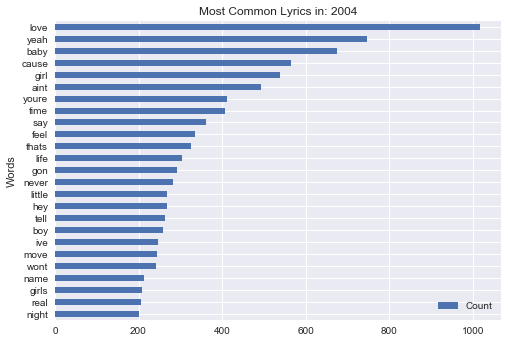 Most Common Lyrics in: 2004
love
yeah
baby
cause
girl
aint
youre
time
say
feel
thats
life
gon
never
little
hey
tell
boy
ive
move
wont
name
girls
real
night
Words
Count
0 200 400 600 800 1000